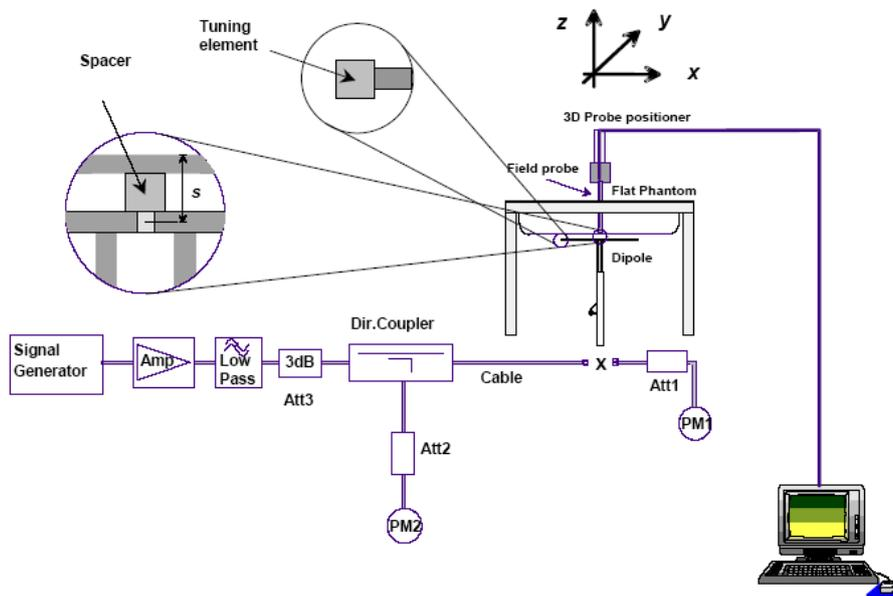 Tuning
element
Spacer
z
y
x
3D Probe positioner
Field probe
Flat Phantom
s
Dipole
Dir.Coupler
Signal
Generator
Amp
Low
Pass
3dB
Att3
Cable
x
Att1
PM1
Att2
PM2